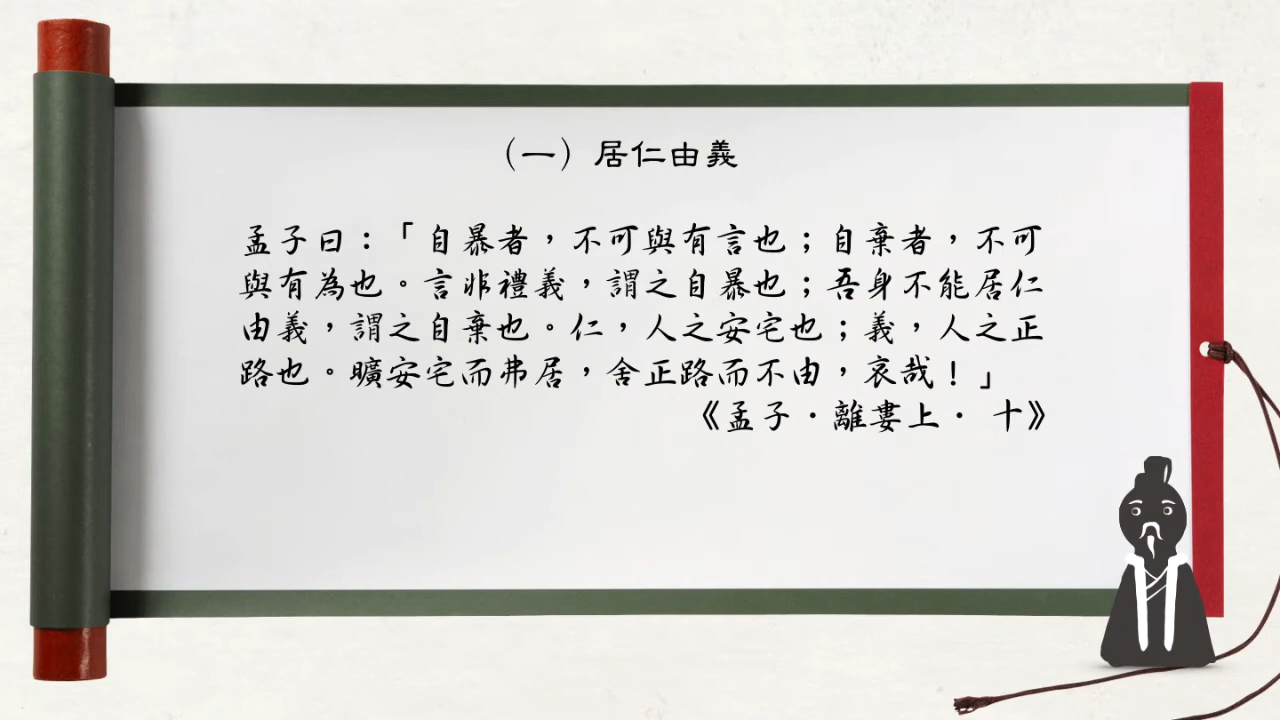 （一）居仁由義
孟子曰：「自暴者，不可與有言也；自棄者，不可
與有為也。言非禮義，謂之自暴也；吾身不能居仁
由義，謂之自棄也。仁，人之安宅也；義，人之正
路也。曠安宅而弗居，舍正路而不由，哀哉！」
《孟子．離婁上． 十》